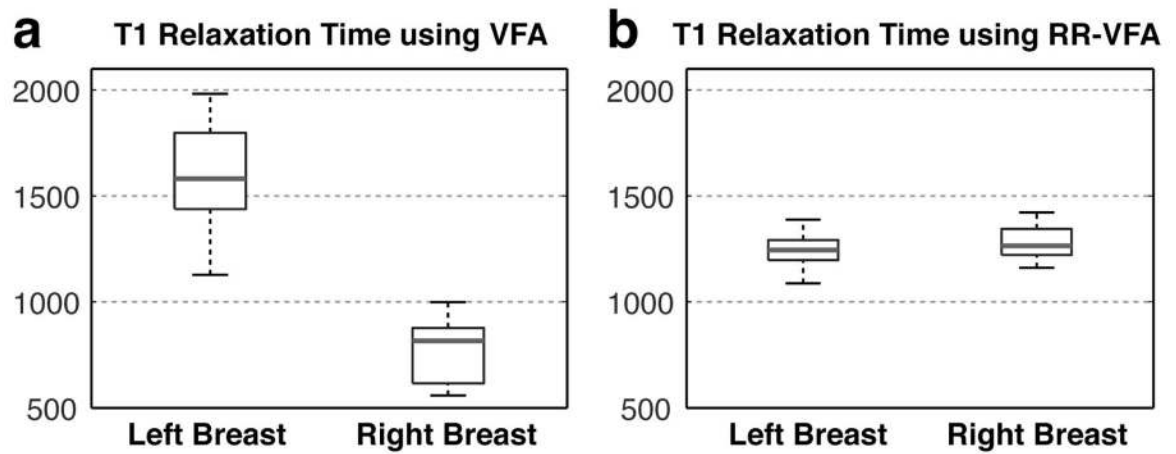 a T1 Relaxation Time using VFA
2000
1500
1000
500
Left Breast Right Breast
b T1 Relaxation Time using RR-VFA
2000
1500
1000
500
Left Breast Right Breast